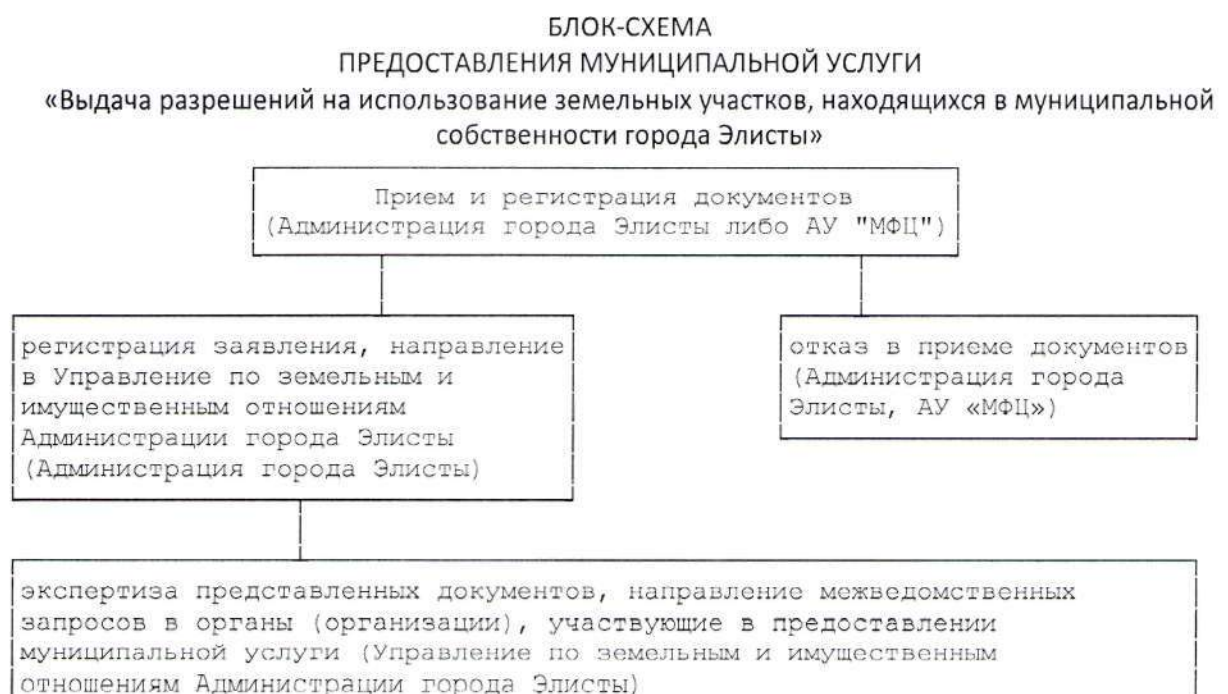 БЛОК-СХЕМА
ПРЕДОСТАВЛЕНИЯ МУНИЦИПАЛЬНОЙ УСЛУГИ
«Выдача разрешений на использование земельных участков, находящихся в муниципальной
собственности города Элисты»
Прием и регистрация документов
(Администрация города Элисты либо АУ "МФЦ")
регистрация заявления, направление
в Управление по земельным и
имущественным отношениям
Администрации города Элисты
(Администрация города Элисты)
отказ в приеме документов
(Администрация города
Элисты, АУ «МФЦ»)
экспертиза представленных документов, направление межведомственных
запросов в органы (организации), участвующие в предоставлении
муниципальной услуги (Управление по земельным и имущественным
отношениям Администрации города Элисты)